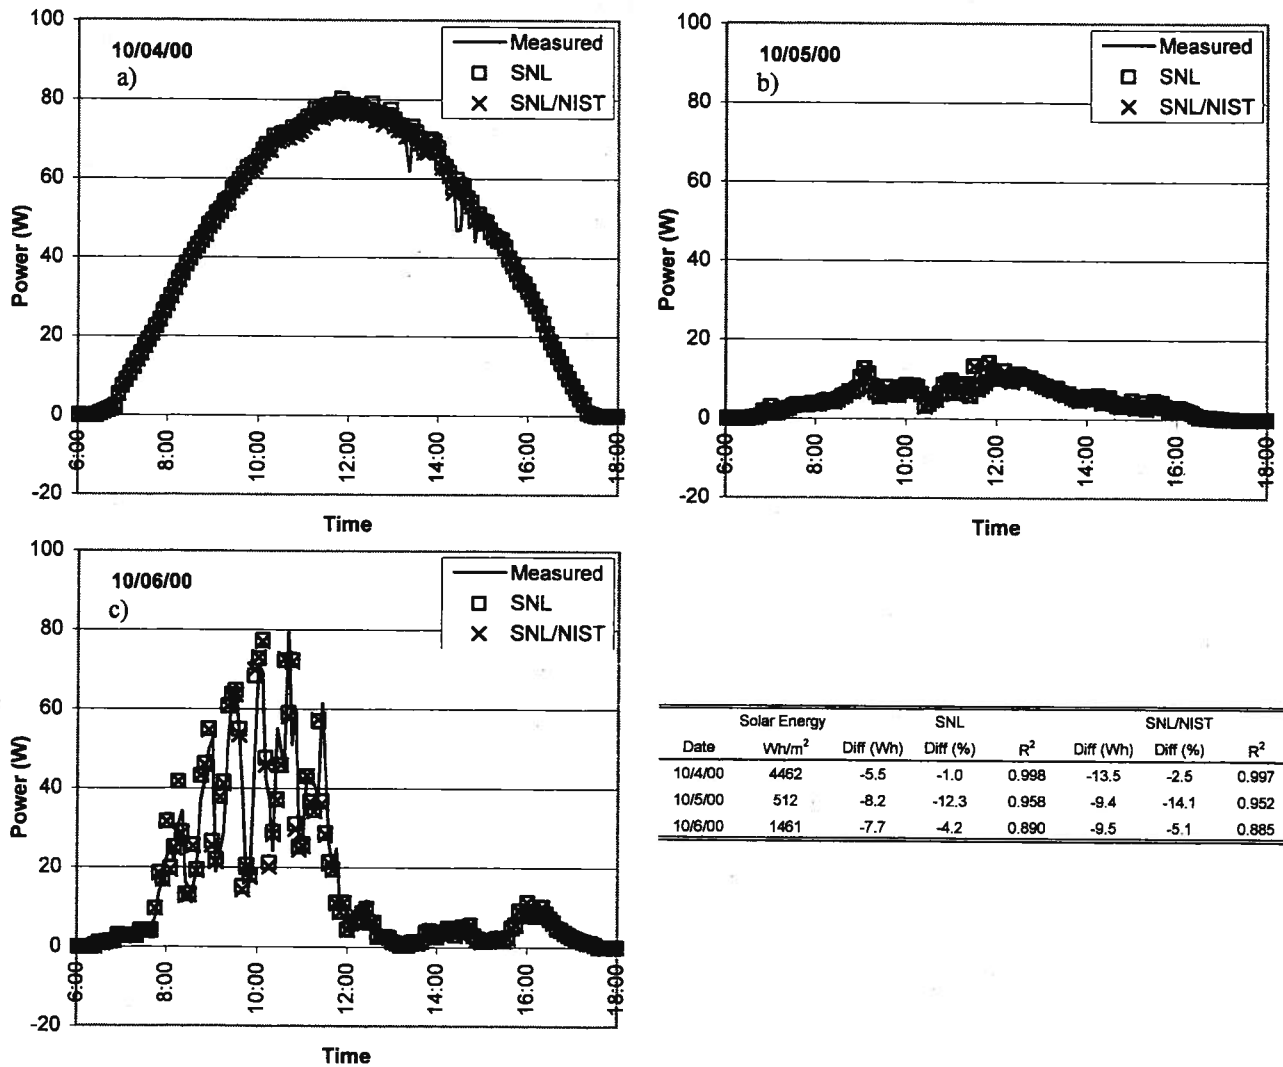 10/04/00
a)
Measured
SNL
SNL/NIST
100
80
60
40
20
0
-20
Power (W)
6:00
8:00
10:00
12:00
14:00
16:00
18:00
Time
10/05/00
b)
Measured
SNL
SNL/NIST
100
80
60
40
20
0
-20
Power (W)
6:00
8:00
10:00
12:00
14:00
16:00
18:00
Time
10/06/00
c)
Measured
SNL
SNL/NIST
100
80
60
40
20
0
-20
Power (W)
6:00
8:00
10:00
12:00
14:00
16:00
18:00
Time
Solar Energy SNL SNL/NIST
Date Wh/m² Diff (Wh) Diff (%) R² Diff (Wh) Diff (%) R²
10/4/00 4462 -5.5 -1.0 0.998 -13.5 -2.5 0.997
10/5/00 512 -8.2 -12.3 0.958 -9.4 -14.1 0.952
10/6/00 1461 -7.7 -4.2 0.890 -9.5 -5.1 0.885